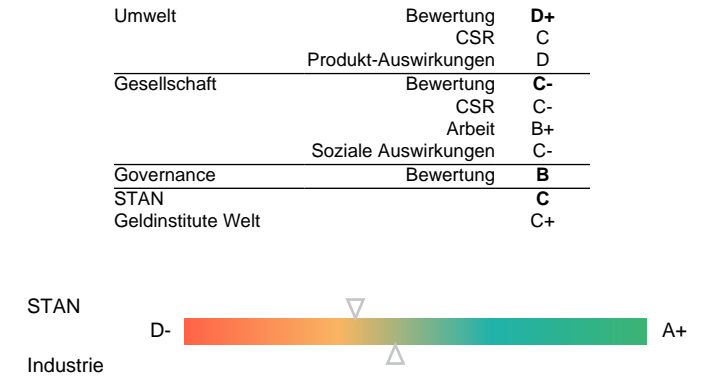 Umwelt Bewertung D+
CSR C
Produkt-Auswirkungen D
Gesellschaft Bewertung C-
CSR C-
Arbeit B+
Soziale Auswirkungen C-
Governance Bewertung B
STAN C
Geldinstitute Welt C+
STAN
D- A+
Industrie